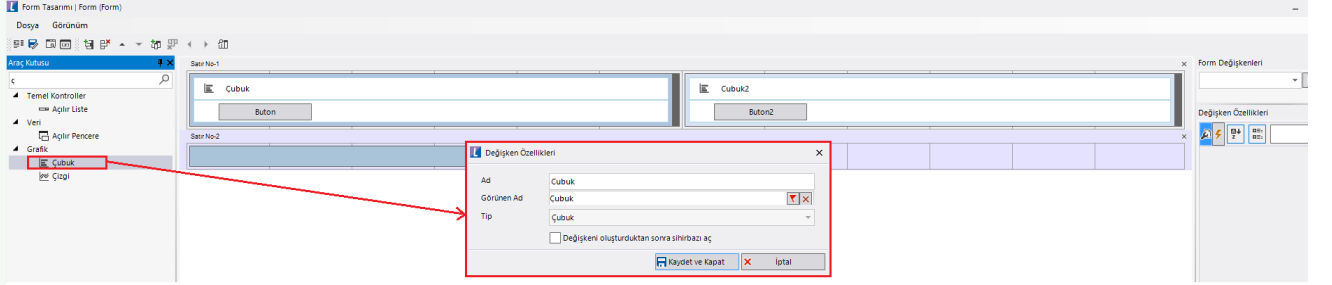 Form Tasarımı | Form (Form)
Dosya Görünüm
Araç Kutusu
ç
Temel Kontroller
Açılır Liste
Veri
Açılır Pencere
Grafik
Çubuk
Çizgi
Satır No-1
Çubuk
Buton
Çubuk2
Buton2
Satır No-2
Değişken Özellikleri
Ad Cubuk
Görünen Ad Çubuk
Tip Çubuk
Değişkeni oluşturduktan sonra sihirbazı aç
Kaydet ve Kapat İptal
Form Değişkenleri
Değişken Özellikleri